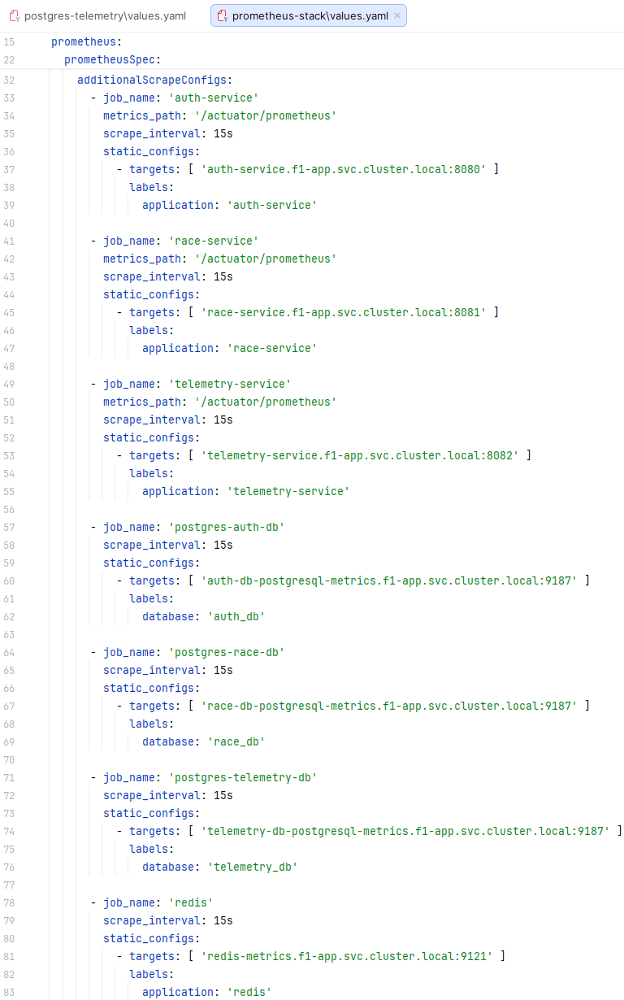 postgres-telemetry\values.yaml prometheus-stack\values.yaml ×
15 prometheus:
22 prometheusSpec:
32 additionalScrapeConfigs:
33 - job_name: 'auth-service'
34 metrics_path: '/actuator/prometheus'
35 scrape_interval: 15s
36 static_configs:
37 - targets: [ 'auth-service.f1-app.svc.cluster.local:8080' ]
38 labels:
39 application: 'auth-service'
40
41 - job_name: 'race-service'
42 metrics_path: '/actuator/prometheus'
43 scrape_interval: 15s
44 static_configs:
45 - targets: [ 'race-service.f1-app.svc.cluster.local:8081' ]
46 labels:
47 application: 'race-service'
48
49 - job_name: 'telemetry-service'
50 metrics_path: '/actuator/prometheus'
51 scrape_interval: 15s
52 static_configs:
53 - targets: [ 'telemetry-service.f1-app.svc.cluster.local:8082' ]
54 labels:
55 application: 'telemetry-service'
56
57 - job_name: 'postgres-auth-db'
58 scrape_interval: 15s
59 static_configs:
60 - targets: [ 'auth-db-postgresql-metrics.f1-app.svc.cluster.local:9187' ]
61 labels:
62 database: 'auth_db'
63
64 - job_name: 'postgres-race-db'
65 scrape_interval: 15s
66 static_configs:
67 - targets: [ 'race-db-postgresql-metrics.f1-app.svc.cluster.local:9187' ]
68 labels:
69 database: 'race_db'
70
71 - job_name: 'postgres-telemetry-db'
72 scrape_interval: 15s
73 static_configs:
74 - targets: [ 'telemetry-db-postgresql-metrics.f1-app.svc.cluster.local:9187' ]
75 labels:
76 database: 'telemetry_db'
77
78 - job_name: 'redis'
79 scrape_interval: 15s
80 static_configs:
81 - targets: [ 'redis-metrics.f1-app.svc.cluster.local:9121' ]
82 labels:
83 application: 'redis'